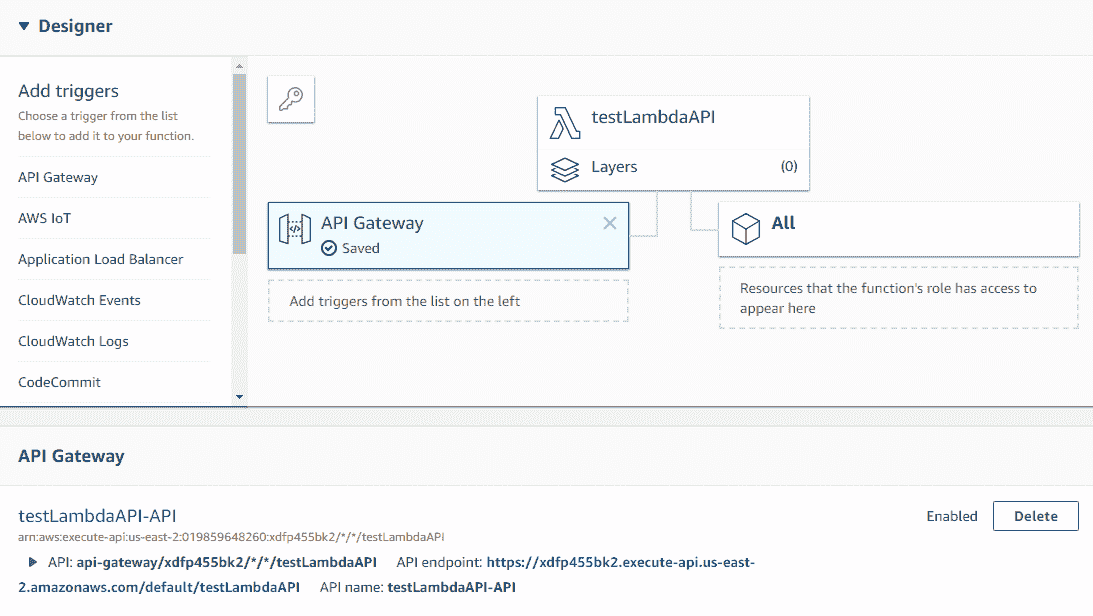 Designer
Add triggers
Choose a trigger from the list
below to add it to your function.
API Gateway
AWS IoT
Application Load Balancer
CloudWatch Events
CloudWatch Logs
CodeCommit
testLambdaAPI
Layers (0)
API Gateway
Saved
Add triggers from the list on the left
All
Resources that the function's role has access to
appear here
API Gateway
testLambdaAPI-API
Enabled Delete
arn:aws:execute-api:us-east-2:019859648260:xdfp455bk2/*/*/testLambdaAPI
API: api-gateway/xdfp455bk2/*/*/testLambdaAPI API endpoint: https://xdfp455bk2.execute-api.us-east-
2.amazonaws.com/default/testLambdaAPI API name: testLambdaAPI-API